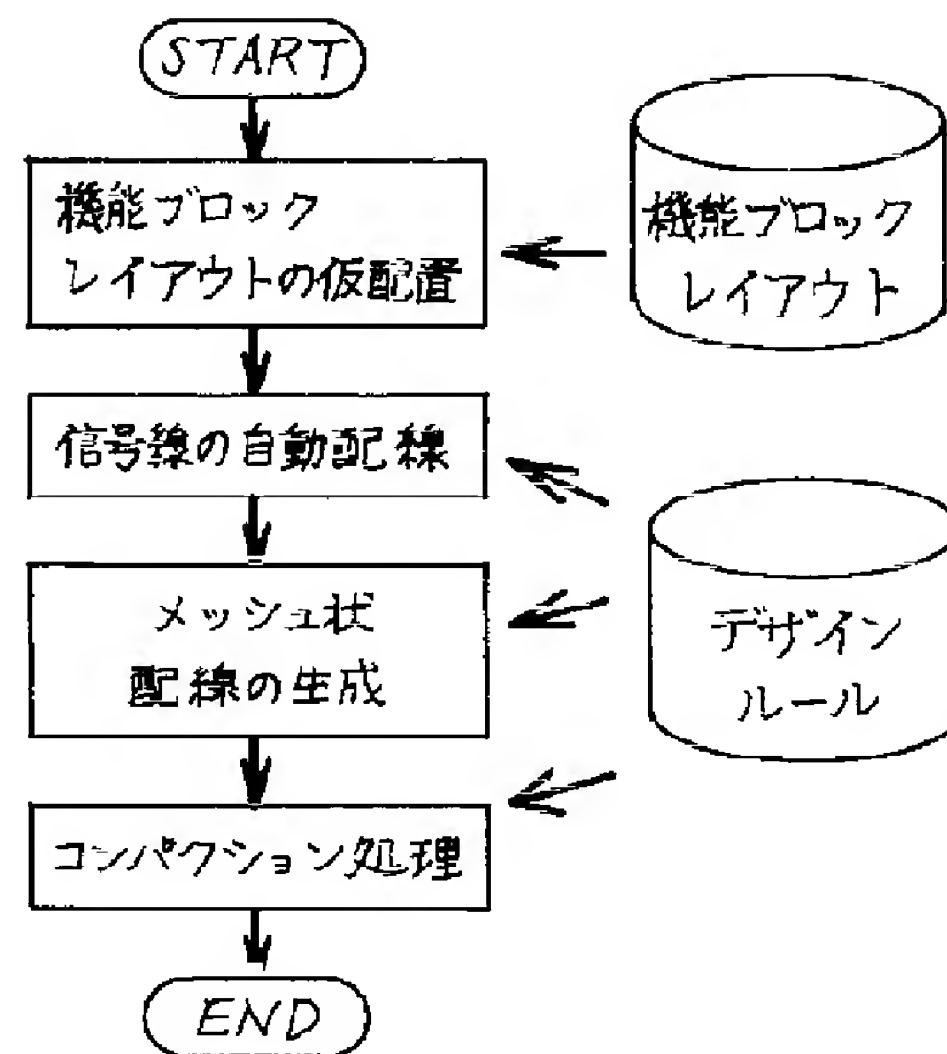 START
機能ブロック
レイアウトの仮配置
機能ブロック
レイアウト
信号線の自動配線
メッシュ状
配線の生成
デザイン
ルール
コンパクション処理
END